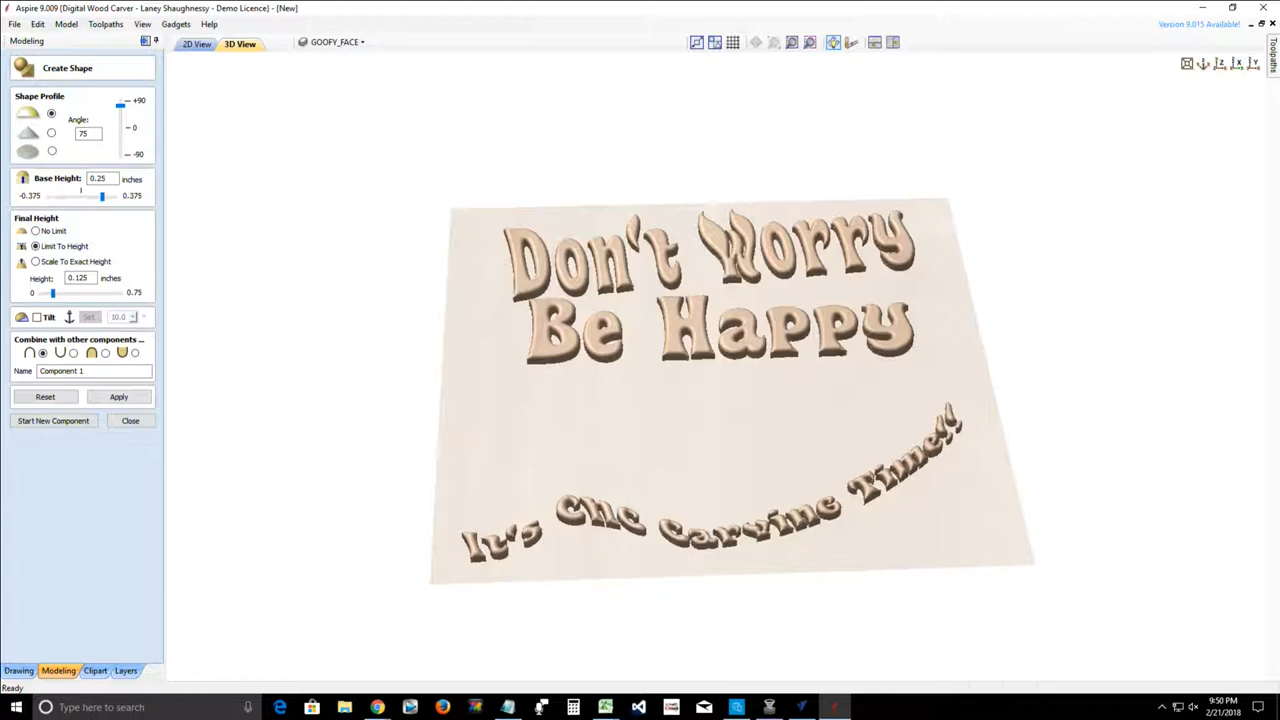 Aspire 9.009 (Digital Wood Carver - Laney Shaughnessy - Demo Licence) - [New]
File Edit Model Toolpaths View Gadgets Help
Version 9.015 Available!
Modeling
2D View 3D View GOOFY_FACE
Toolpaths
Create Shape
Shape Profile
+90
Angle:
75
0
-90
Base Height: 0.25 inches
-0.375 0.375
Final Height
No Limit
Limit To Height
Scale To Exact Height
Height: 0.125 inches
0 0.75
Tilt Set 10.0 °
Combine with other components ...
Name Component 1
Reset Apply
Start New Component Close
Don't Worry
Be Happy
It's CNC Carving Time!!
Drawing Modeling Clipart Layers
Ready
Type here to search
9:50 PM
2/21/2018